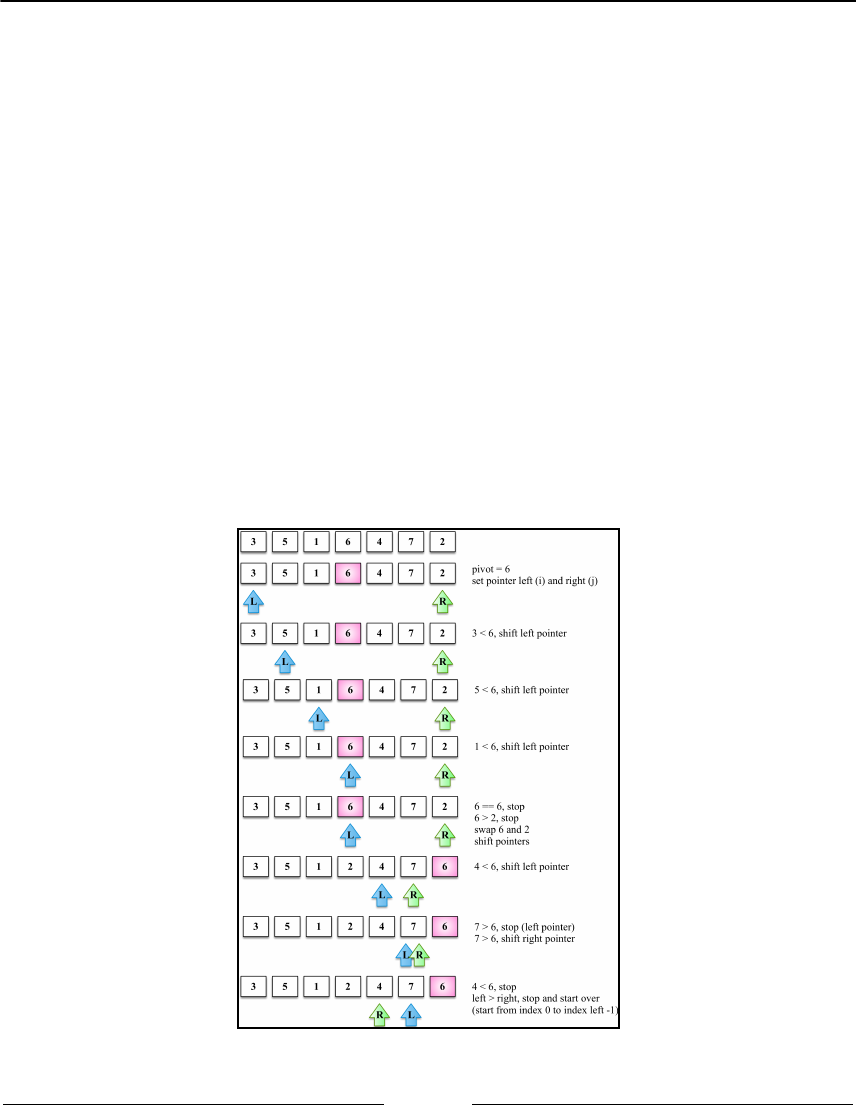 3 5 1 6 4 7 2
3 5 1 6 4 7 2
pivot = 6
set pointer left (i) and right (j)
L R
3 5 1 6 4 7 2
3 < 6, shift left pointer
L R
3 5 1 6 4 7 2
5 < 6, shift left pointer
L R
3 5 1 6 4 7 2
1 < 6, shift left pointer
L R
3 5 1 6 4 7 2
6 == 6, stop
6 > 2, stop
swap 6 and 2
shift pointers
L R
3 5 1 2 4 7 6
4 < 6, shift left pointer
L R
3 5 1 2 4 7 6
7 > 6, stop (left pointer)
7 > 6, shift right pointer
L R
3 5 1 2 4 7 6
4 < 6, stop
left > right, stop and start over
(start from index 0 to index left -1)
R L